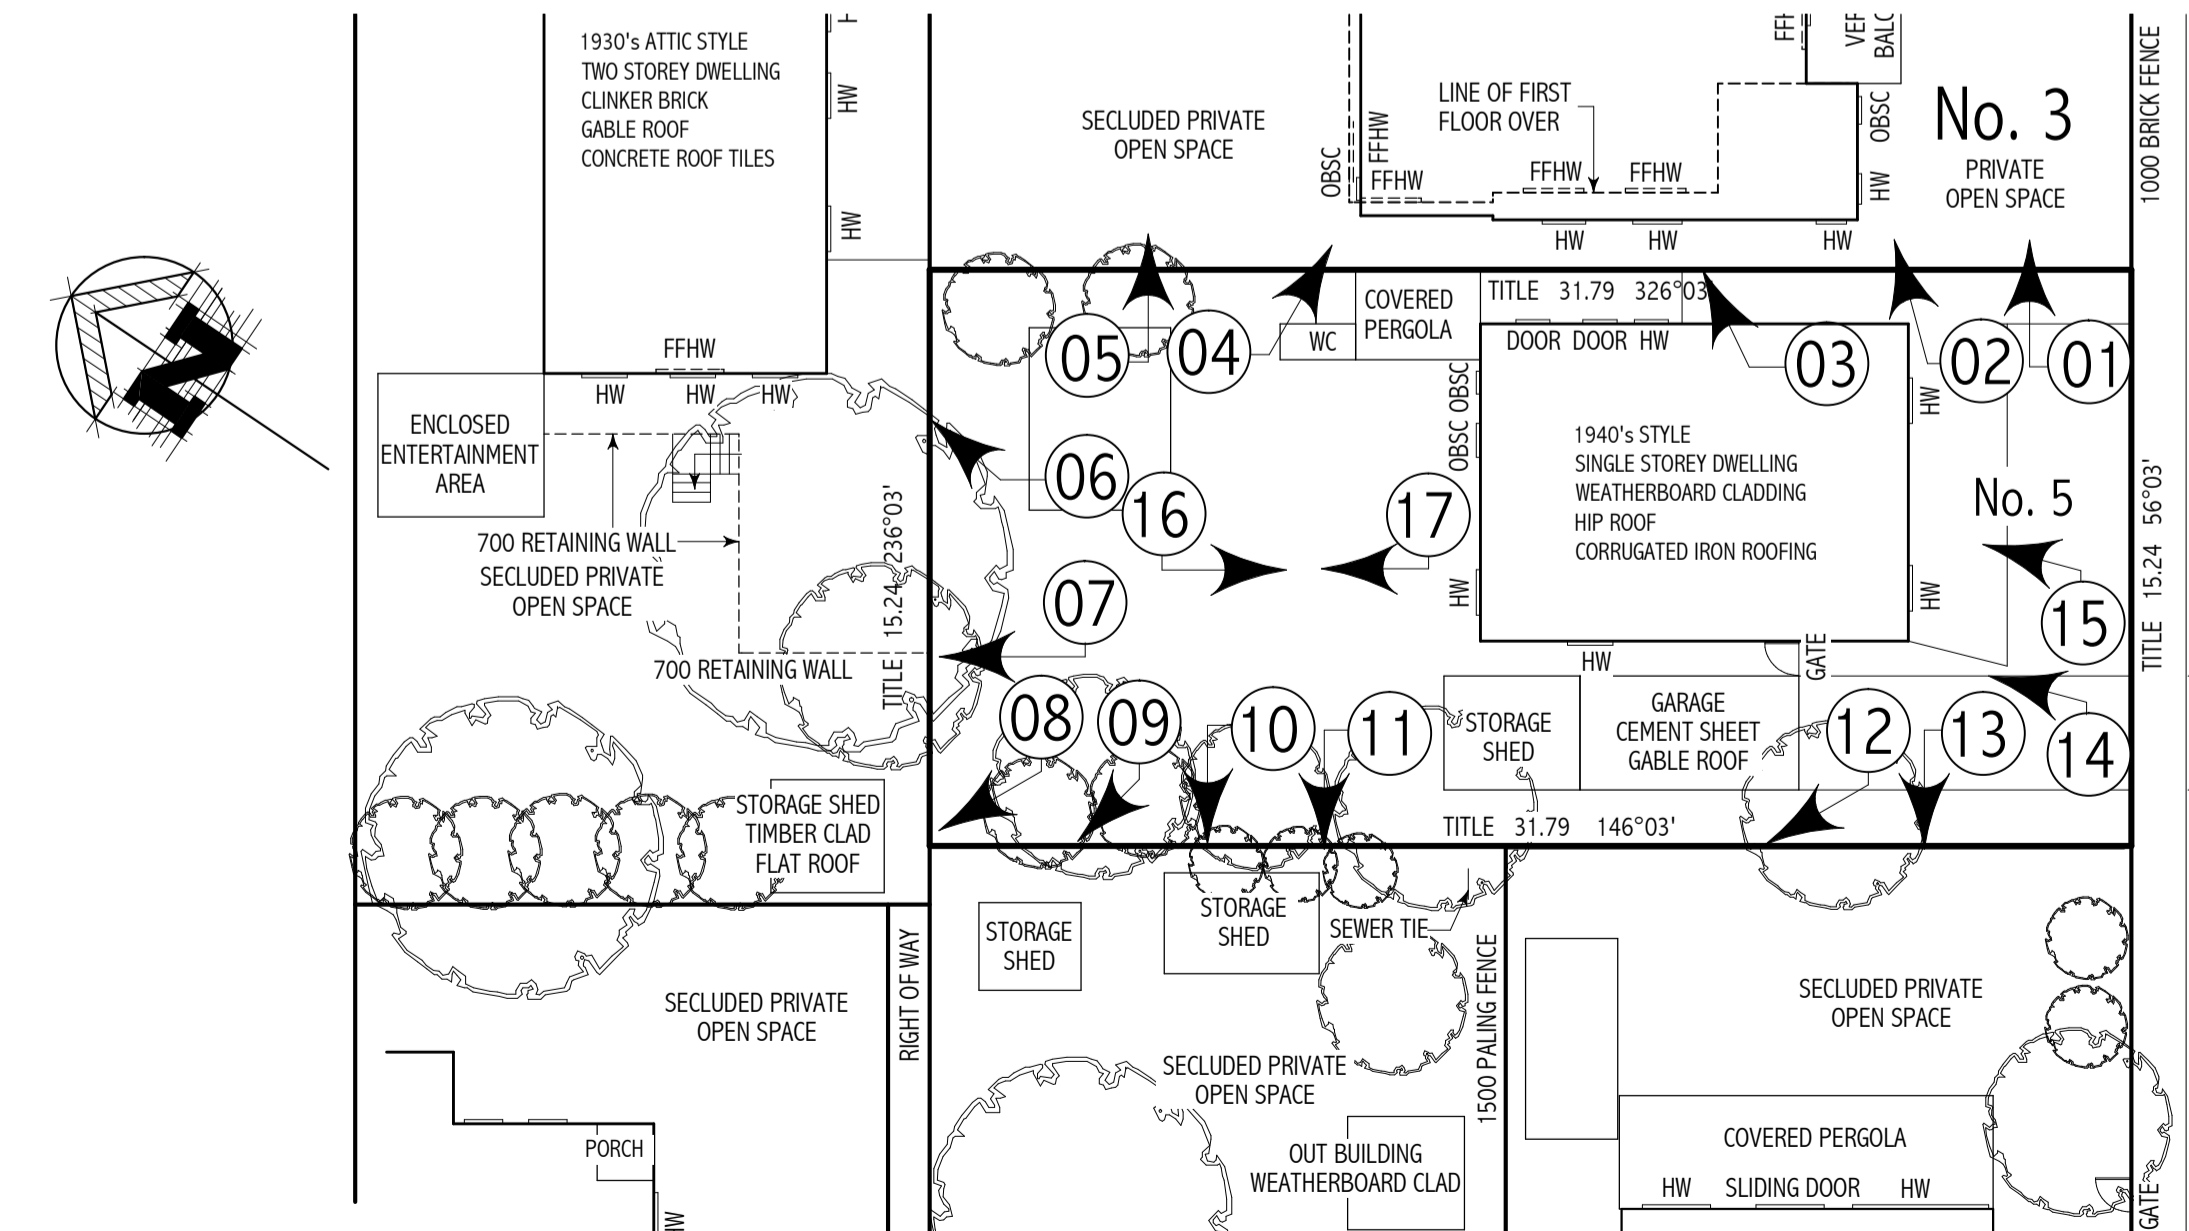 1930's ATTIC STYLE
TWO STOREY DWELLING
CLINKER BRICK
GABLE ROOF
CONCRETE ROOF TILES
HW
HW
FFHW
HW
HW
HW
SECLUDED PRIVATE
OPEN SPACE
OBSC
FFHW
FFHW
LINE OF FIRST
FLOOR OVER
FFHW
FFHW
HW
HW
HW
OBSC
HW
No. 3
PRIVATE
OPEN SPACE
1000 BRICK FENCE
N
ENCLOSED
ENTERTAINMENT
AREA
700 RETAINING WALL
SECLUDED PRIVATE
OPEN SPACE
700 RETAINING WALL
TITLE 15.24 236°03'
05
04
WC
COVERED
PERGOLA
TITLE 31.79 326°03
DOOR DOOR HW
03
02
01
OBSC OBSC
HW
HW
06
16
17
07
1940's STYLE
SINGLE STOREY DWELLING
WEATHERBOARD CLADDING
HIP ROOF
CORRUGATED IRON ROOFING
No. 5
TITLE 15.24 56°03'
HW
15
HW
GATE
08
09
10
11
STORAGE
SHED
GARAGE
CEMENT SHEET
GABLE ROOF
12
13
14
TITLE 31.79 146°03'
STORAGE SHED
TIMBER CLAD
FLAT ROOF
STORAGE
SHED
STORAGE
SHED
SEWER TIE
RIGHT OF WAY
1500 PALING FENCE
SECLUDED PRIVATE
OPEN SPACE
SECLUDED PRIVATE
OPEN SPACE
SECLUDED PRIVATE
OPEN SPACE
PORCH
HW
OUT BUILDING
WEATHERBOARD CLAD
COVERED PERGOLA
HW SLIDING DOOR HW
GATE